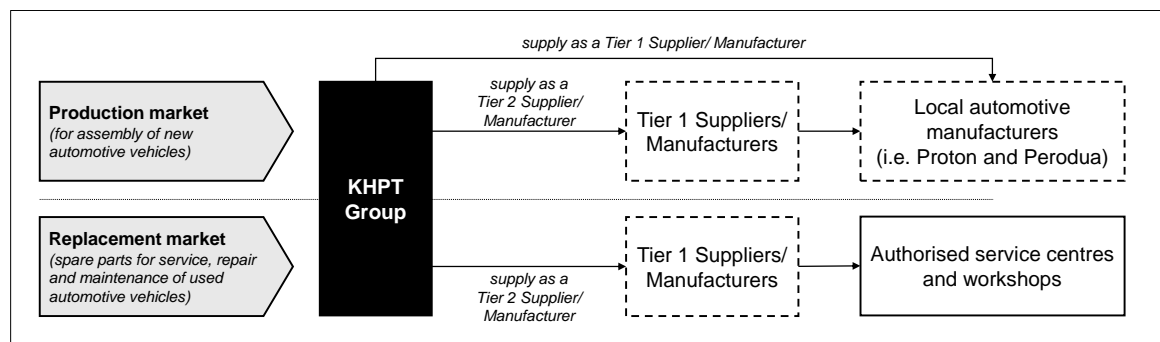 supply as a Tier 1 Supplier/ Manufacturer
Production market
(for assembly of new
automotive vehicles)
supply as a
Tier 2 Supplier/
Manufacturer
Tier 1 Suppliers/
Manufacturers
Local automotive
manufacturers
(i.e. Proton and Perodua)
KHPT
Group
Replacement market
(spare parts for service, repair
and maintenance of used
automotive vehicles)
supply as a
Tier 2 Supplier/
Manufacturer
Tier 1 Suppliers/
Manufacturers
Authorised service centres
and workshops